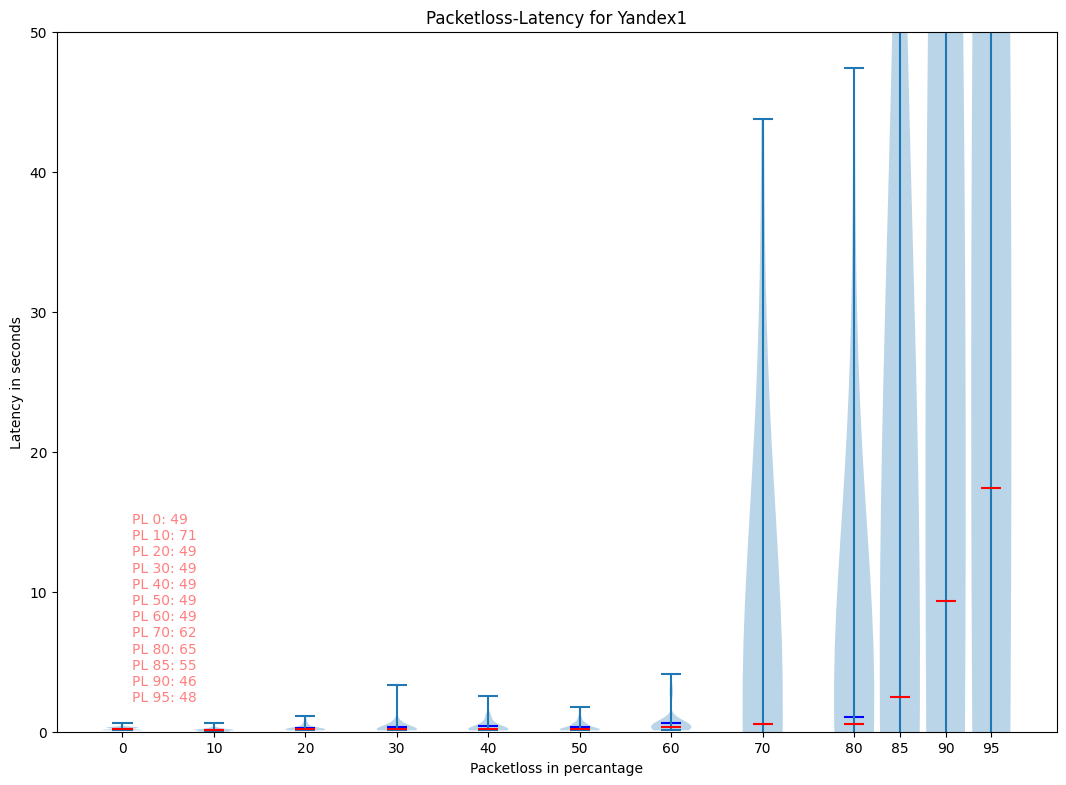 Packetloss-Latency for Yandex1
50
40
30
20
10
0
Latency in seconds
PL 0: 49
PL 10: 71
PL 20: 49
PL 30: 49
PL 40: 49
PL 50: 49
PL 60: 49
PL 70: 62
PL 80: 65
PL 85: 55
PL 90: 46
PL 95: 48
0 10 20 30 40 50 60 70 80 85 90 95
Packetloss in percantage